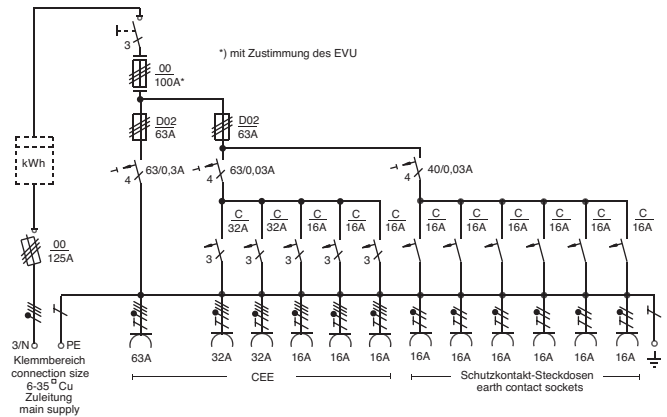 3
*) mit Zustimmung des EVU
00
100A*
D02
63A
D02
63A
kWh
4
63/0,3A
4
63/0,03A
4
40/0,03A
C
32A
C
32A
C
16A
C
16A
C
16A
C
16A
C
16A
C
16A
C
16A
C
16A
C
16A
00
125A
3
3
3
3
3
3/N
PE
63A
32A
32A
16A
16A
16A
16A
16A
16A
16A
16A
16A
Klemmbereich
connection size
6-35□ Cu
Zuleitung
main supply
CEE
Schutzkontakt-Steckdosen
earth contact sockets